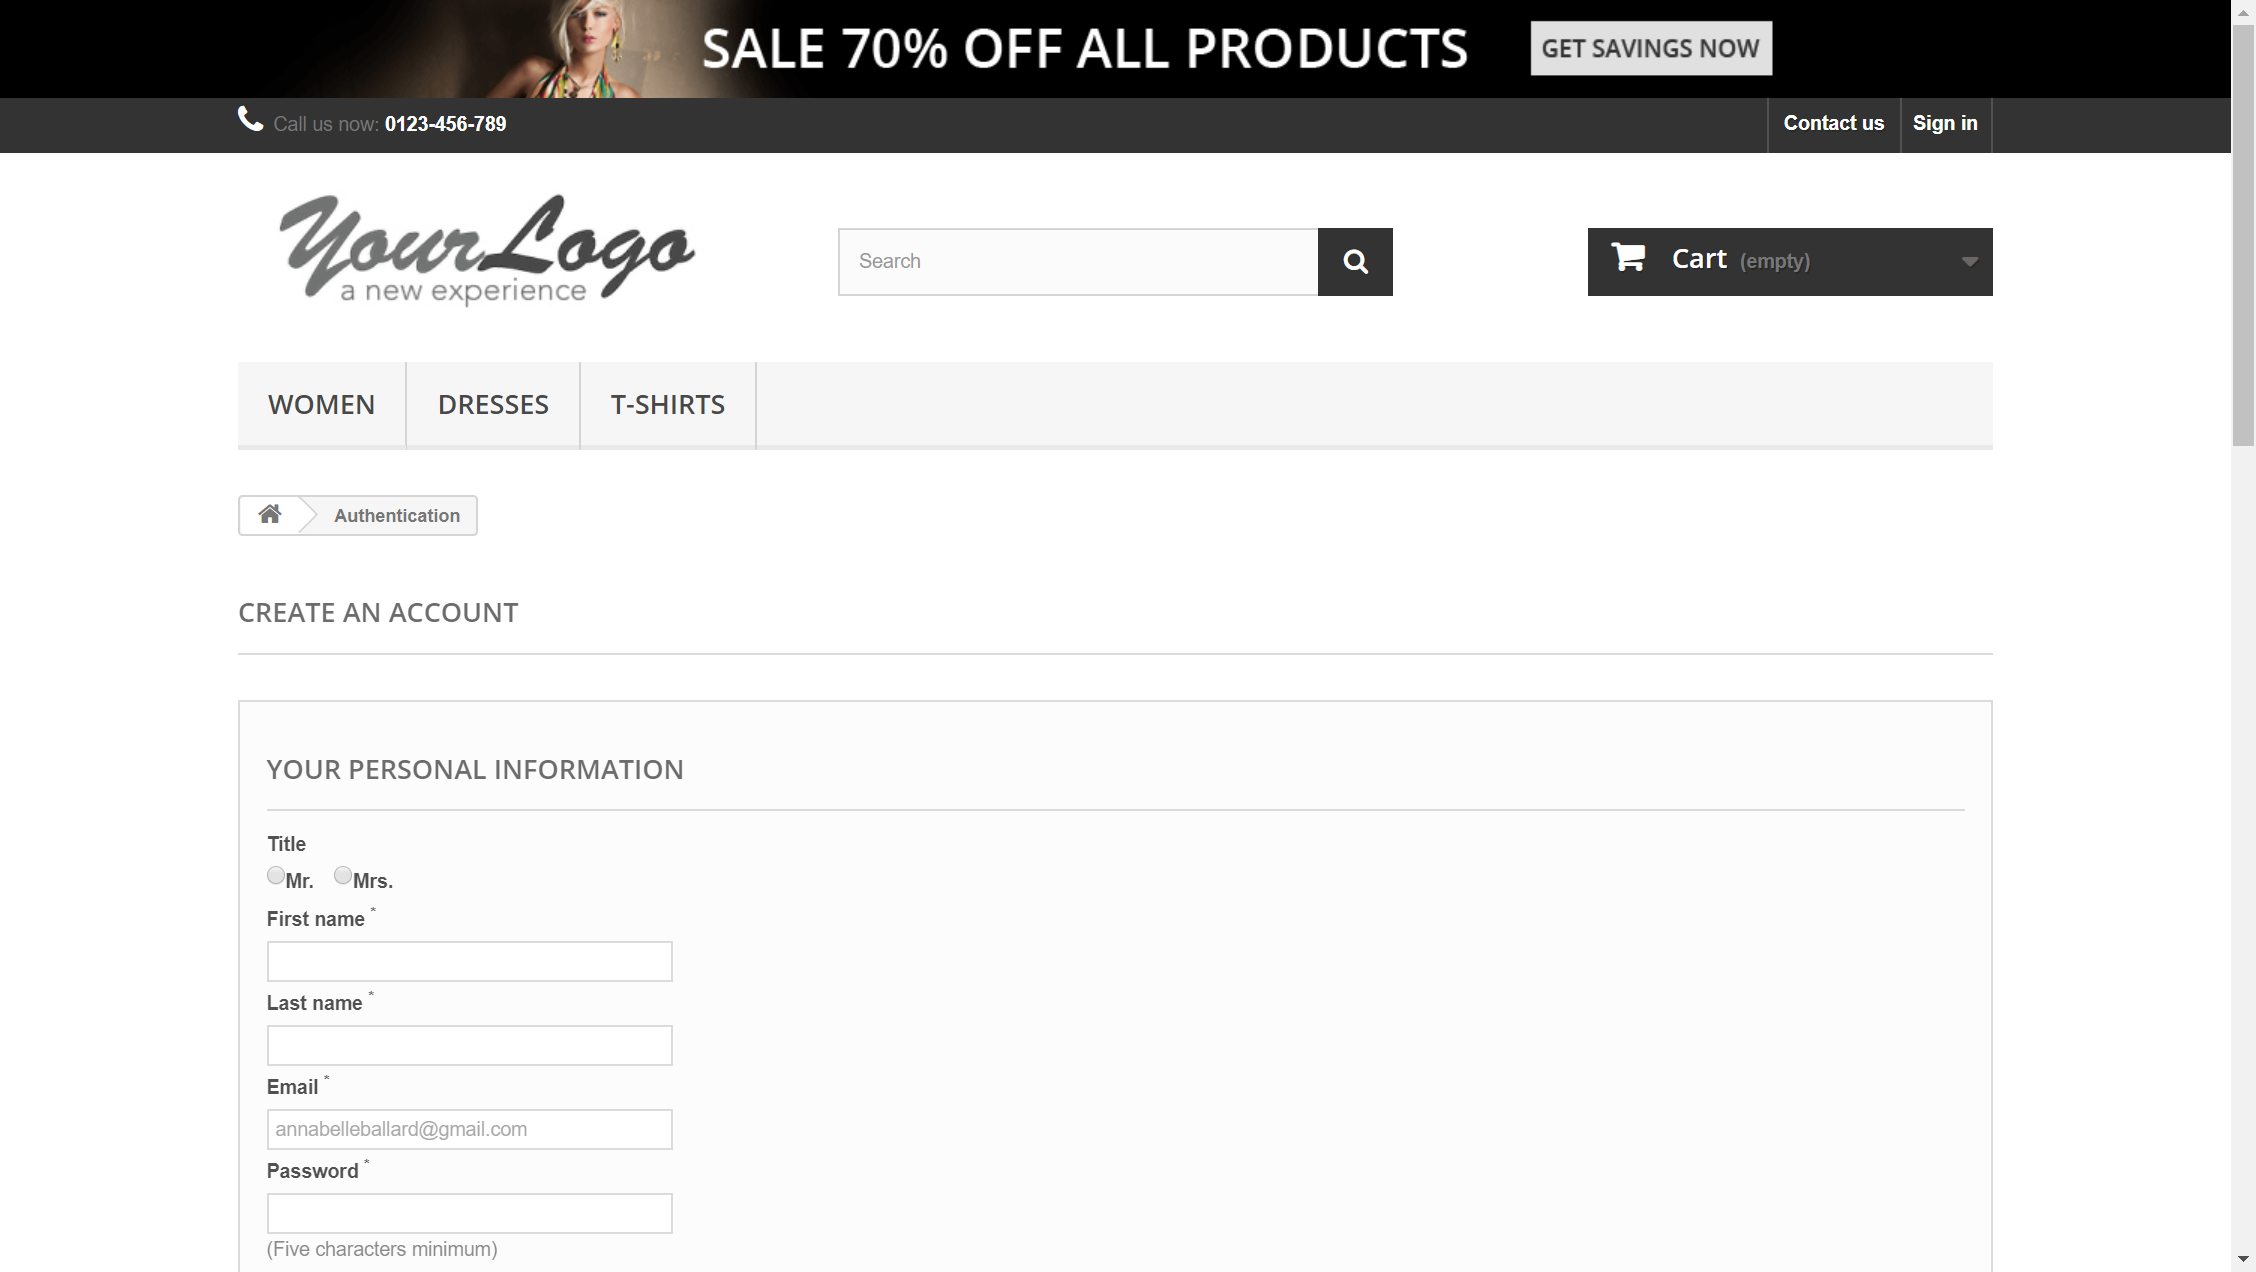 SALE 70% OFF ALL PRODUCTS GET SAVINGS NOW
Call us now: 0123-456-789 Contact us Sign in
YourLogo
a new experience
Search
Cart (empty)
WOMEN DRESSES T-SHIRTS
Authentication
CREATE AN ACCOUNT
YOUR PERSONAL INFORMATION
Title
Mr. Mrs.
First name *
Last name *
Email *
annabelleballard@gmail.com
Password *
(Five characters minimum)